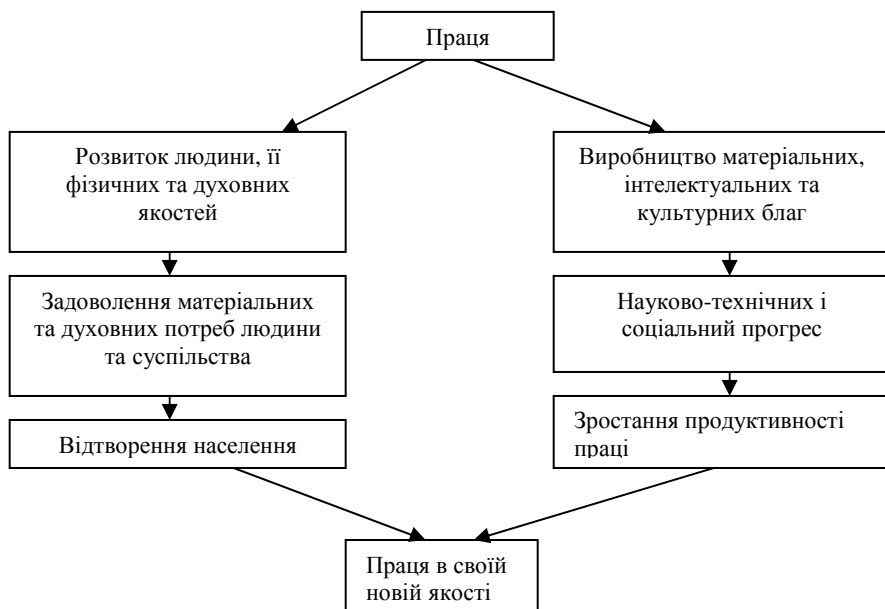 Праця
Розвиток людини, її
фізичних та духовних
якостей
Виробництво матеріальних,
інтелектуальних та
культурних благ
Задоволення матеріальних
та духовних потреб людини
та суспільства
Науково-технічних і
соціальний прогрес
Відтворення населення
Зростання продуктивності
праці
Праця в своїй
новій якості